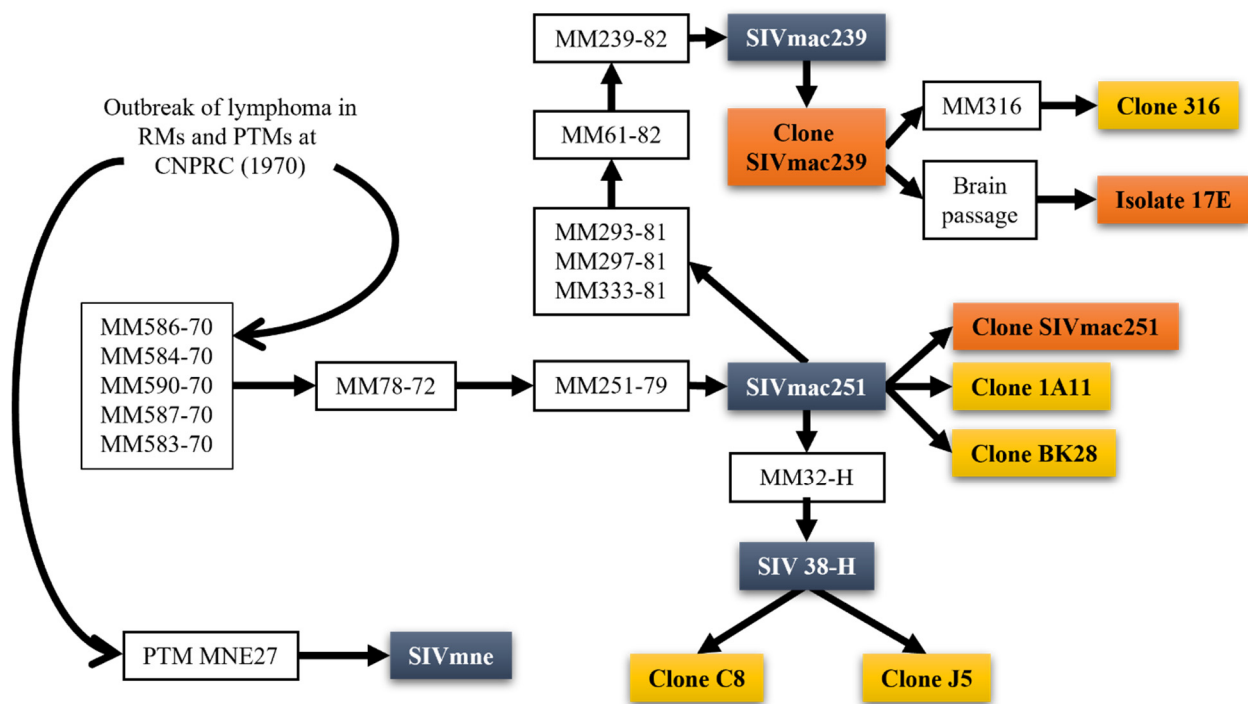 MM239-82
SIVmac239
Outbreak of lymphoma in
RMs and PTMs at
CNPRC (1970)
MM61-82
Clone
SIVmac239
MM316
Clone 316
Brain
passage
Isolate 17E
MM293-81
MM297-81
MM333-81
MM586-70
MM584-70
MM590-70
MM587-70
MM583-70
MM78-72
MM251-79
SIVmac251
Clone SIVmac251
Clone 1A11
Clone BK28
MM32-H
SIV 38-H
PTM MNE27
SIVmne
Clone C8
Clone J5